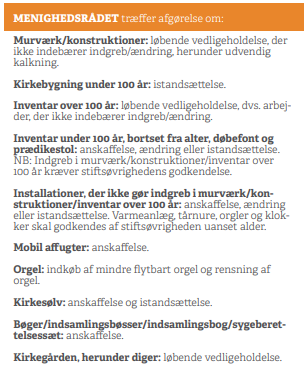 MENIGHEDSRÅDET træffer afgørelse om:
Murværk/konstruktioner: løbende vedligeholdelse, der
ikke indebærer indgreb/ændring, herunder udvendig
kalkning.
Kirkebygning under 100 år: istandsættelse.
Inventar over 100 år: løbende vedligeholdelse, dvs. arbej-
der, der ikke indebærer indgreb/ændring.
Inventar under 100 år, bortset fra alter, døbefont og
prædikestol: anskaffelse, ændring eller istandsættelse.
NB: Indgreb i murværk/konstruktioner/inventar over
100 år kræver stiftsøvrighedens godkendelse.
Installationer, der ikke gør indgreb i murværk/kon-
struktioner/inventar over 100 år: anskaffelse, ændring
eller istandsættelse. Varmeanlæg, tårnure, orgler og klok-
ker skal godkendes af stiftsøvrigheden uanset alder.
Mobil affugter: anskaffelse.
Orgel: indkøb af mindre flytbart orgel og rensning af
orgel.
Kirkesølv: anskaffelse og istandsættelse.
Bøger/indsamlingsbøsser/indsamlingsbog/sygeberet-
telsessæt: anskaffelse.
Kirkegården, herunder diger: løbende vedligeholdelse.